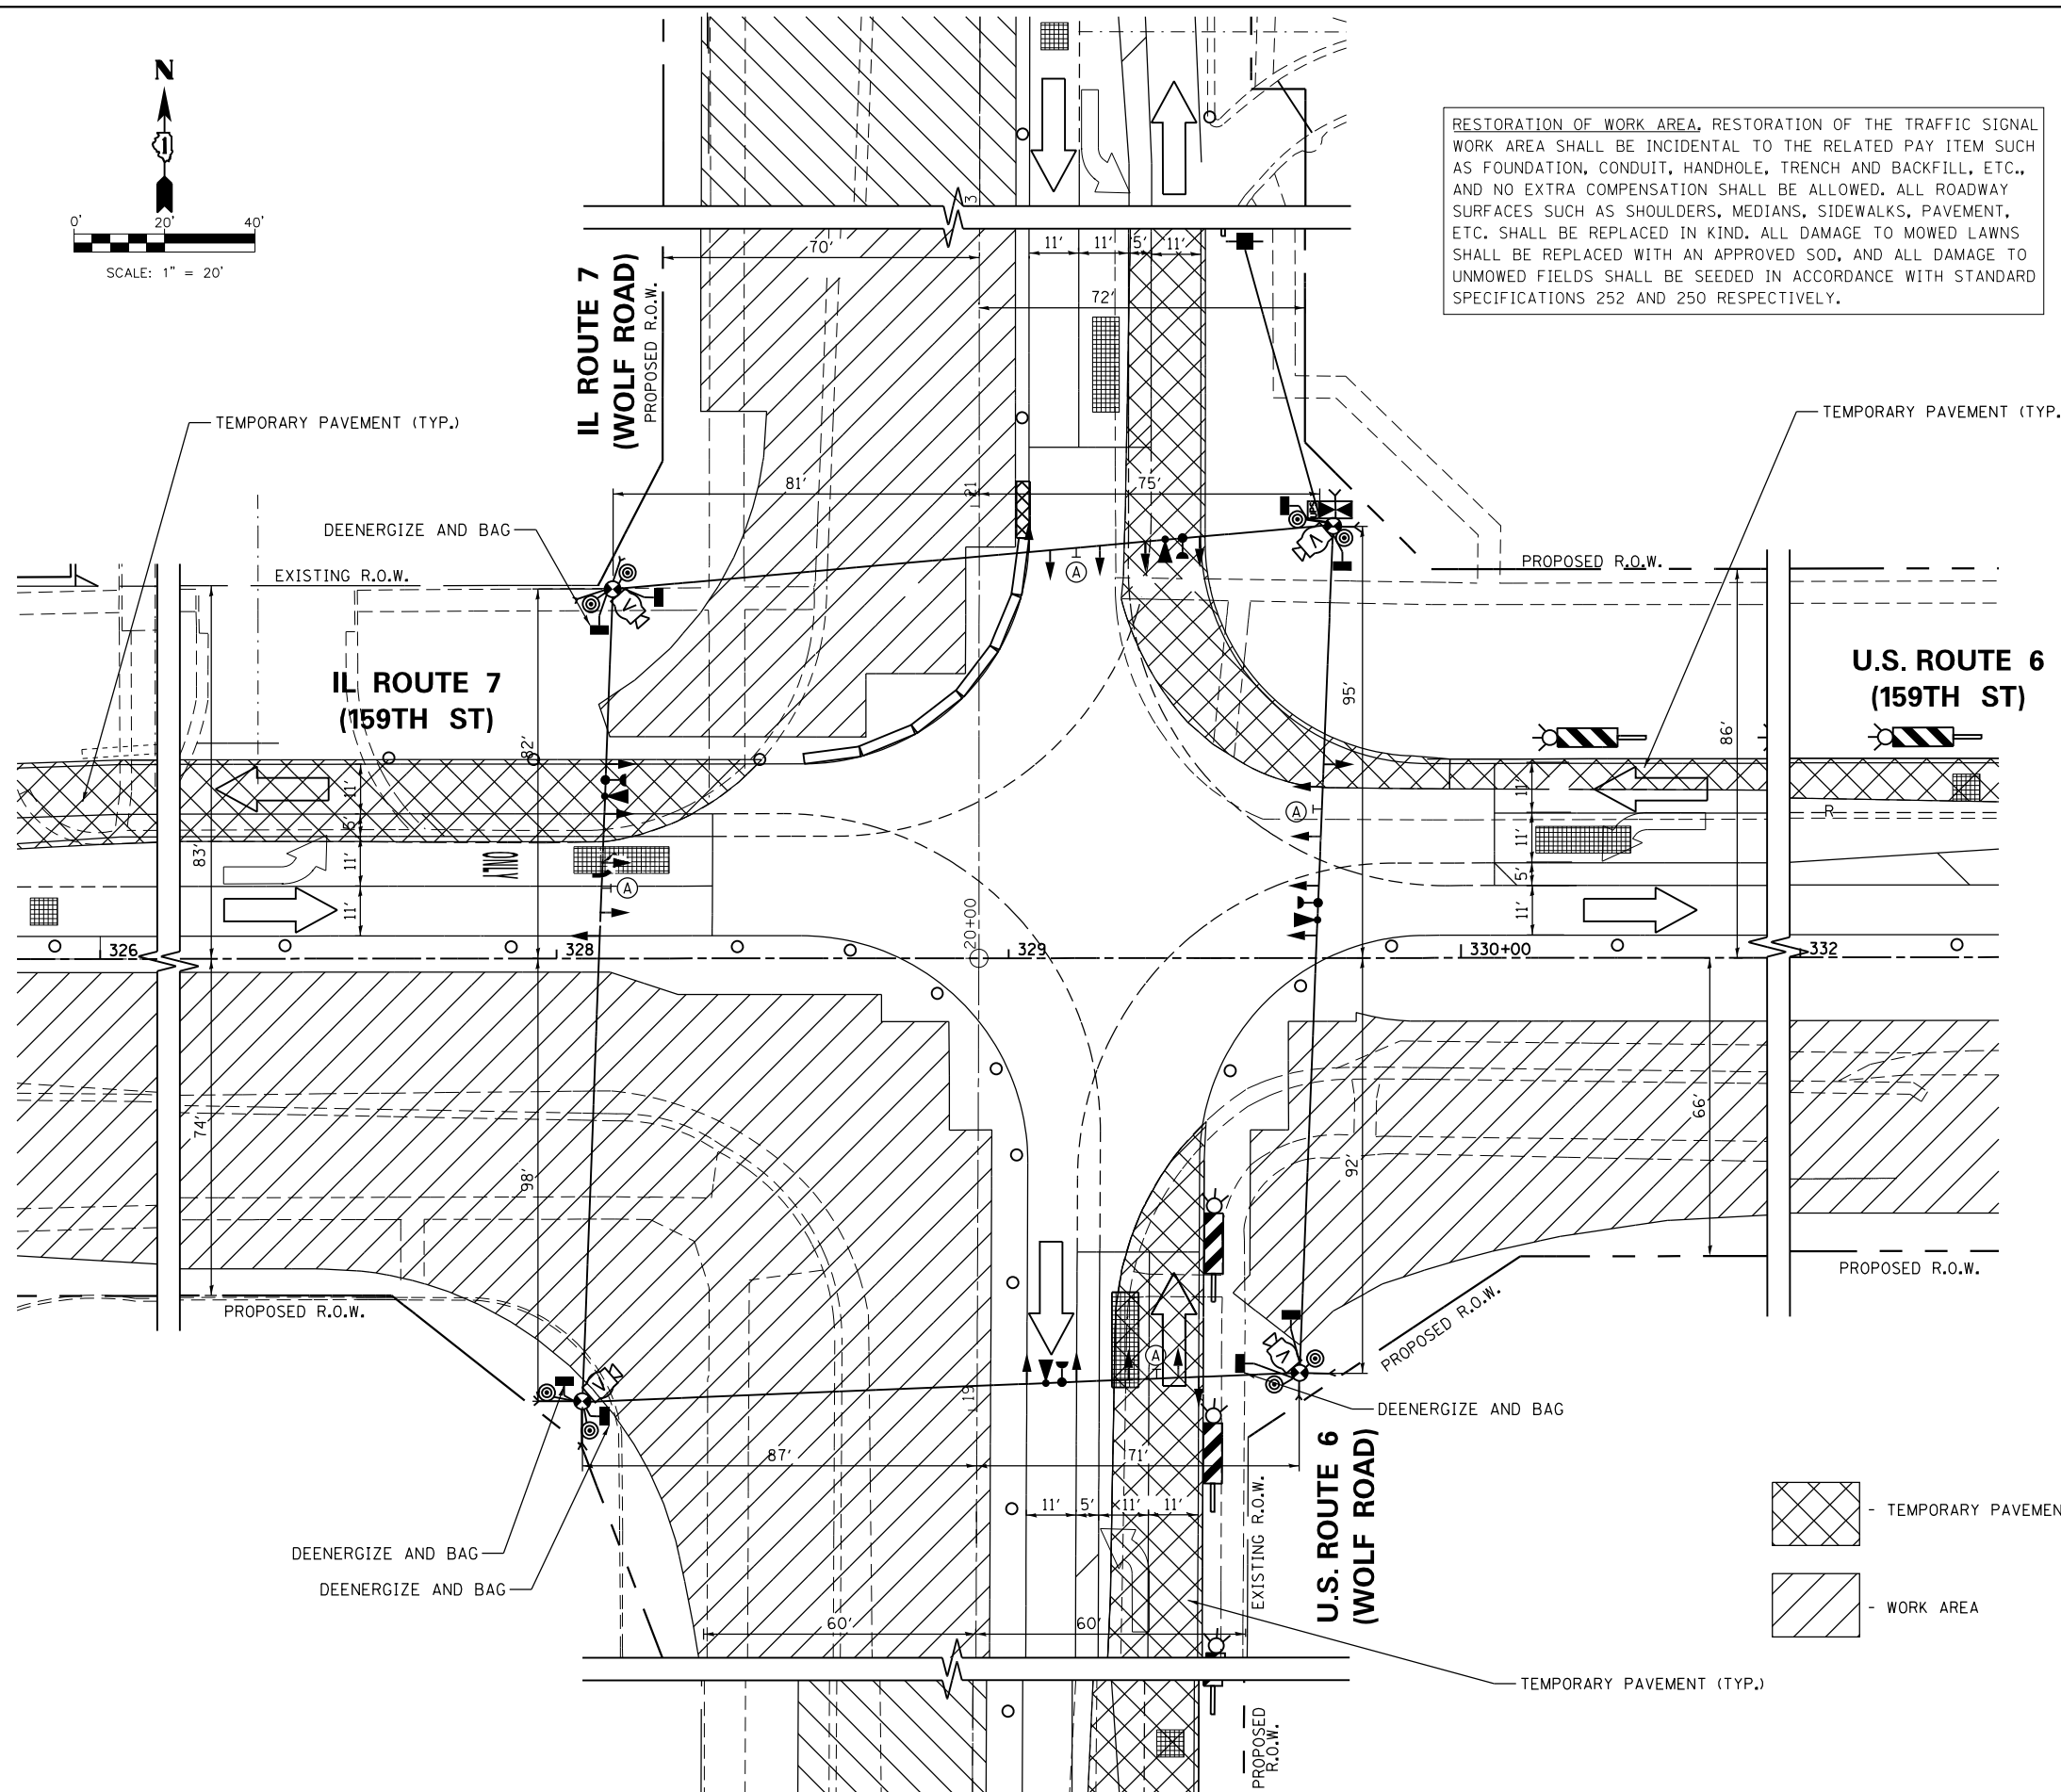 N
1
0' 20' 40'
SCALE: 1" = 20'
RESTORATION OF WORK AREA. RESTORATION OF THE TRAFFIC SIGNAL
WORK AREA SHALL BE INCIDENTAL TO THE RELATED PAY ITEM SUCH
AS FOUNDATION, CONDUIT, HANDHOLE, TRENCH AND BACKFILL, ETC.,
AND NO EXTRA COMPENSATION SHALL BE ALLOWED. ALL ROADWAY
SURFACES SUCH AS SHOULDERS, MEDIANS, SIDEWALKS, PAVEMENT,
ETC. SHALL BE REPLACED IN KIND. ALL DAMAGE TO MOWED LAWNS
SHALL BE REPLACED WITH AN APPROVED SOD, AND ALL DAMAGE TO
UNMOWED FIELDS SHALL BE SEEDED IN ACCORDANCE WITH STANDARD
SPECIFICATIONS 252 AND 250 RESPECTIVELY.
3
70'
11' 11' 5' 11'
72'
IL ROUTE 7
(WOLF ROAD)
PROPOSED R.O.W.
TEMPORARY PAVEMENT (TYP.)
TEMPORARY PAVEMENT (TYP.
81'
21
75'
UPS
DEENERGIZE AND BAG
EXISTING R.O.W.
PROPOSED R.O.W.
A
V
V
IL ROUTE 7
(159TH ST)
U.S. ROUTE 6
(159TH ST)
82'
83'
95'
86'
11'
5'
11'
11'
ONLY
A
A
11'
11'
5'
11'
R
20+00
326
328
329
330+00
332
74'
98'
92'
66'
PROPOSED R.O.W.
PROPOSED R.O.W.
PROPOSED R.O.W.
V
V
A
19
DEENERGIZE AND BAG
87'
71'
11' 5' 11' 11'
DEENERGIZE AND BAG
DEENERGIZE AND BAG
EXISTING R.O.W.
U.S. ROUTE 6
(WOLF ROAD)
60'
60'
- TEMPORARY PAVEMEN
- WORK AREA
TEMPORARY PAVEMENT (TYP.)
PROPOSED
R.O.W.